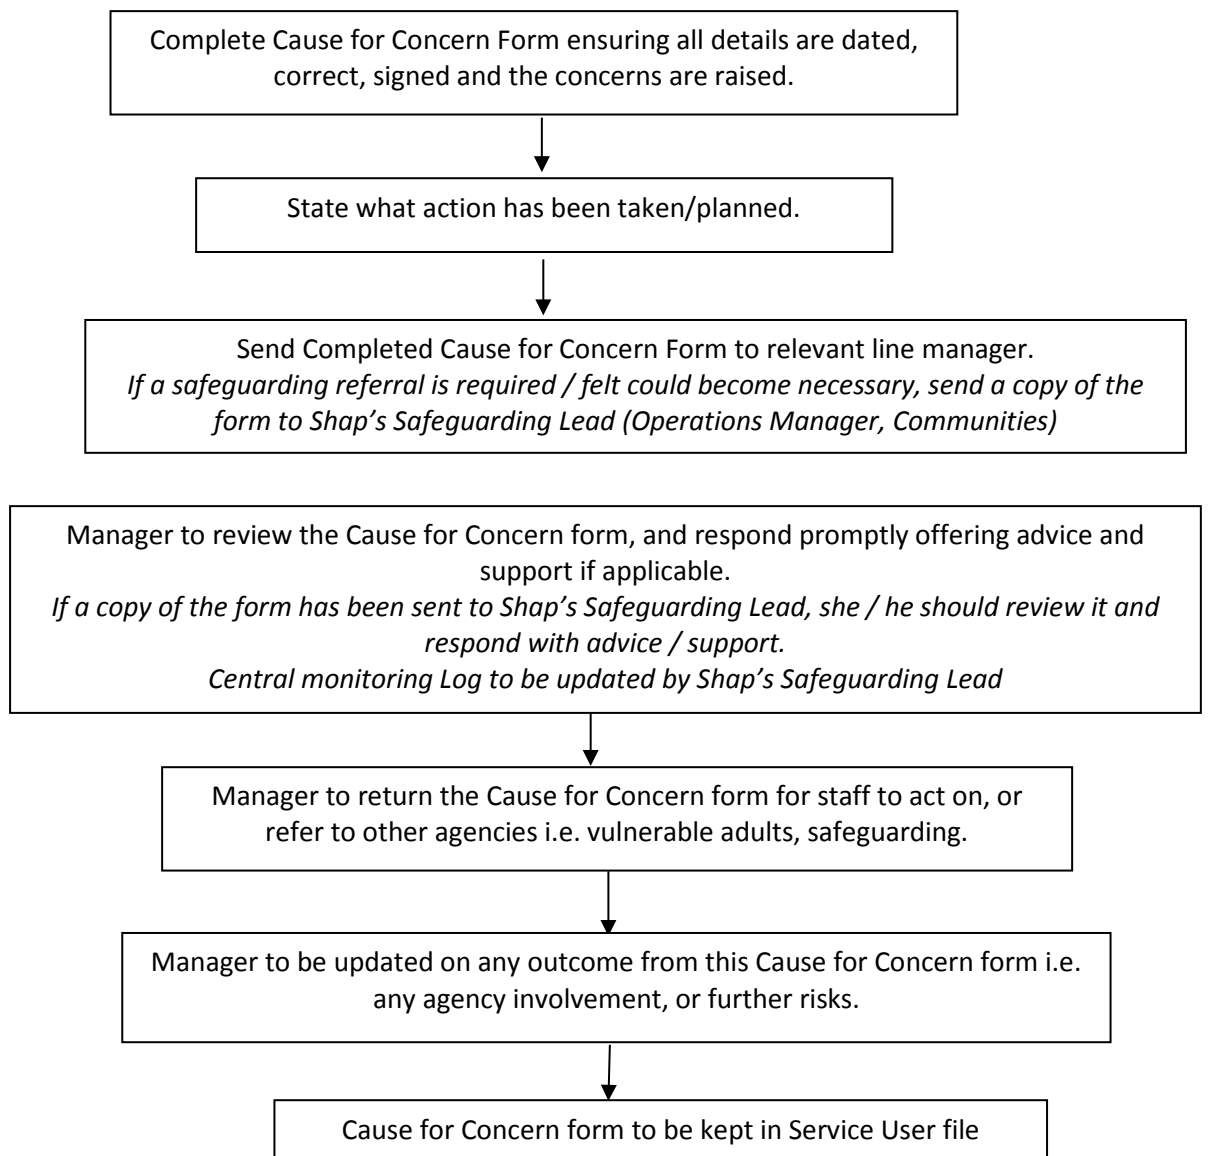 Complete Cause for Concern Form ensuring all details are dated,
correct, signed and the concerns are raised.
State what action has been taken/planned.
Send Completed Cause for Concern Form to relevant line manager.
If a safeguarding referral is required / felt could become necessary, send a copy of the
form to Shap’s Safeguarding Lead (Operations Manager, Communities)
Manager to review the Cause for Concern form, and respond promptly offering advice and
support if applicable.
If a copy of the form has been sent to Shap’s Safeguarding Lead, she / he should review it and
respond with advice / support.
Central monitoring Log to be updated by Shap’s Safeguarding Lead
Manager to return the Cause for Concern form for staff to act on, or
refer to other agencies i.e. vulnerable adults, safeguarding.
Manager to be updated on any outcome from this Cause for Concern form i.e.
any agency involvement, or further risks.
Cause for Concern form to be kept in Service User file